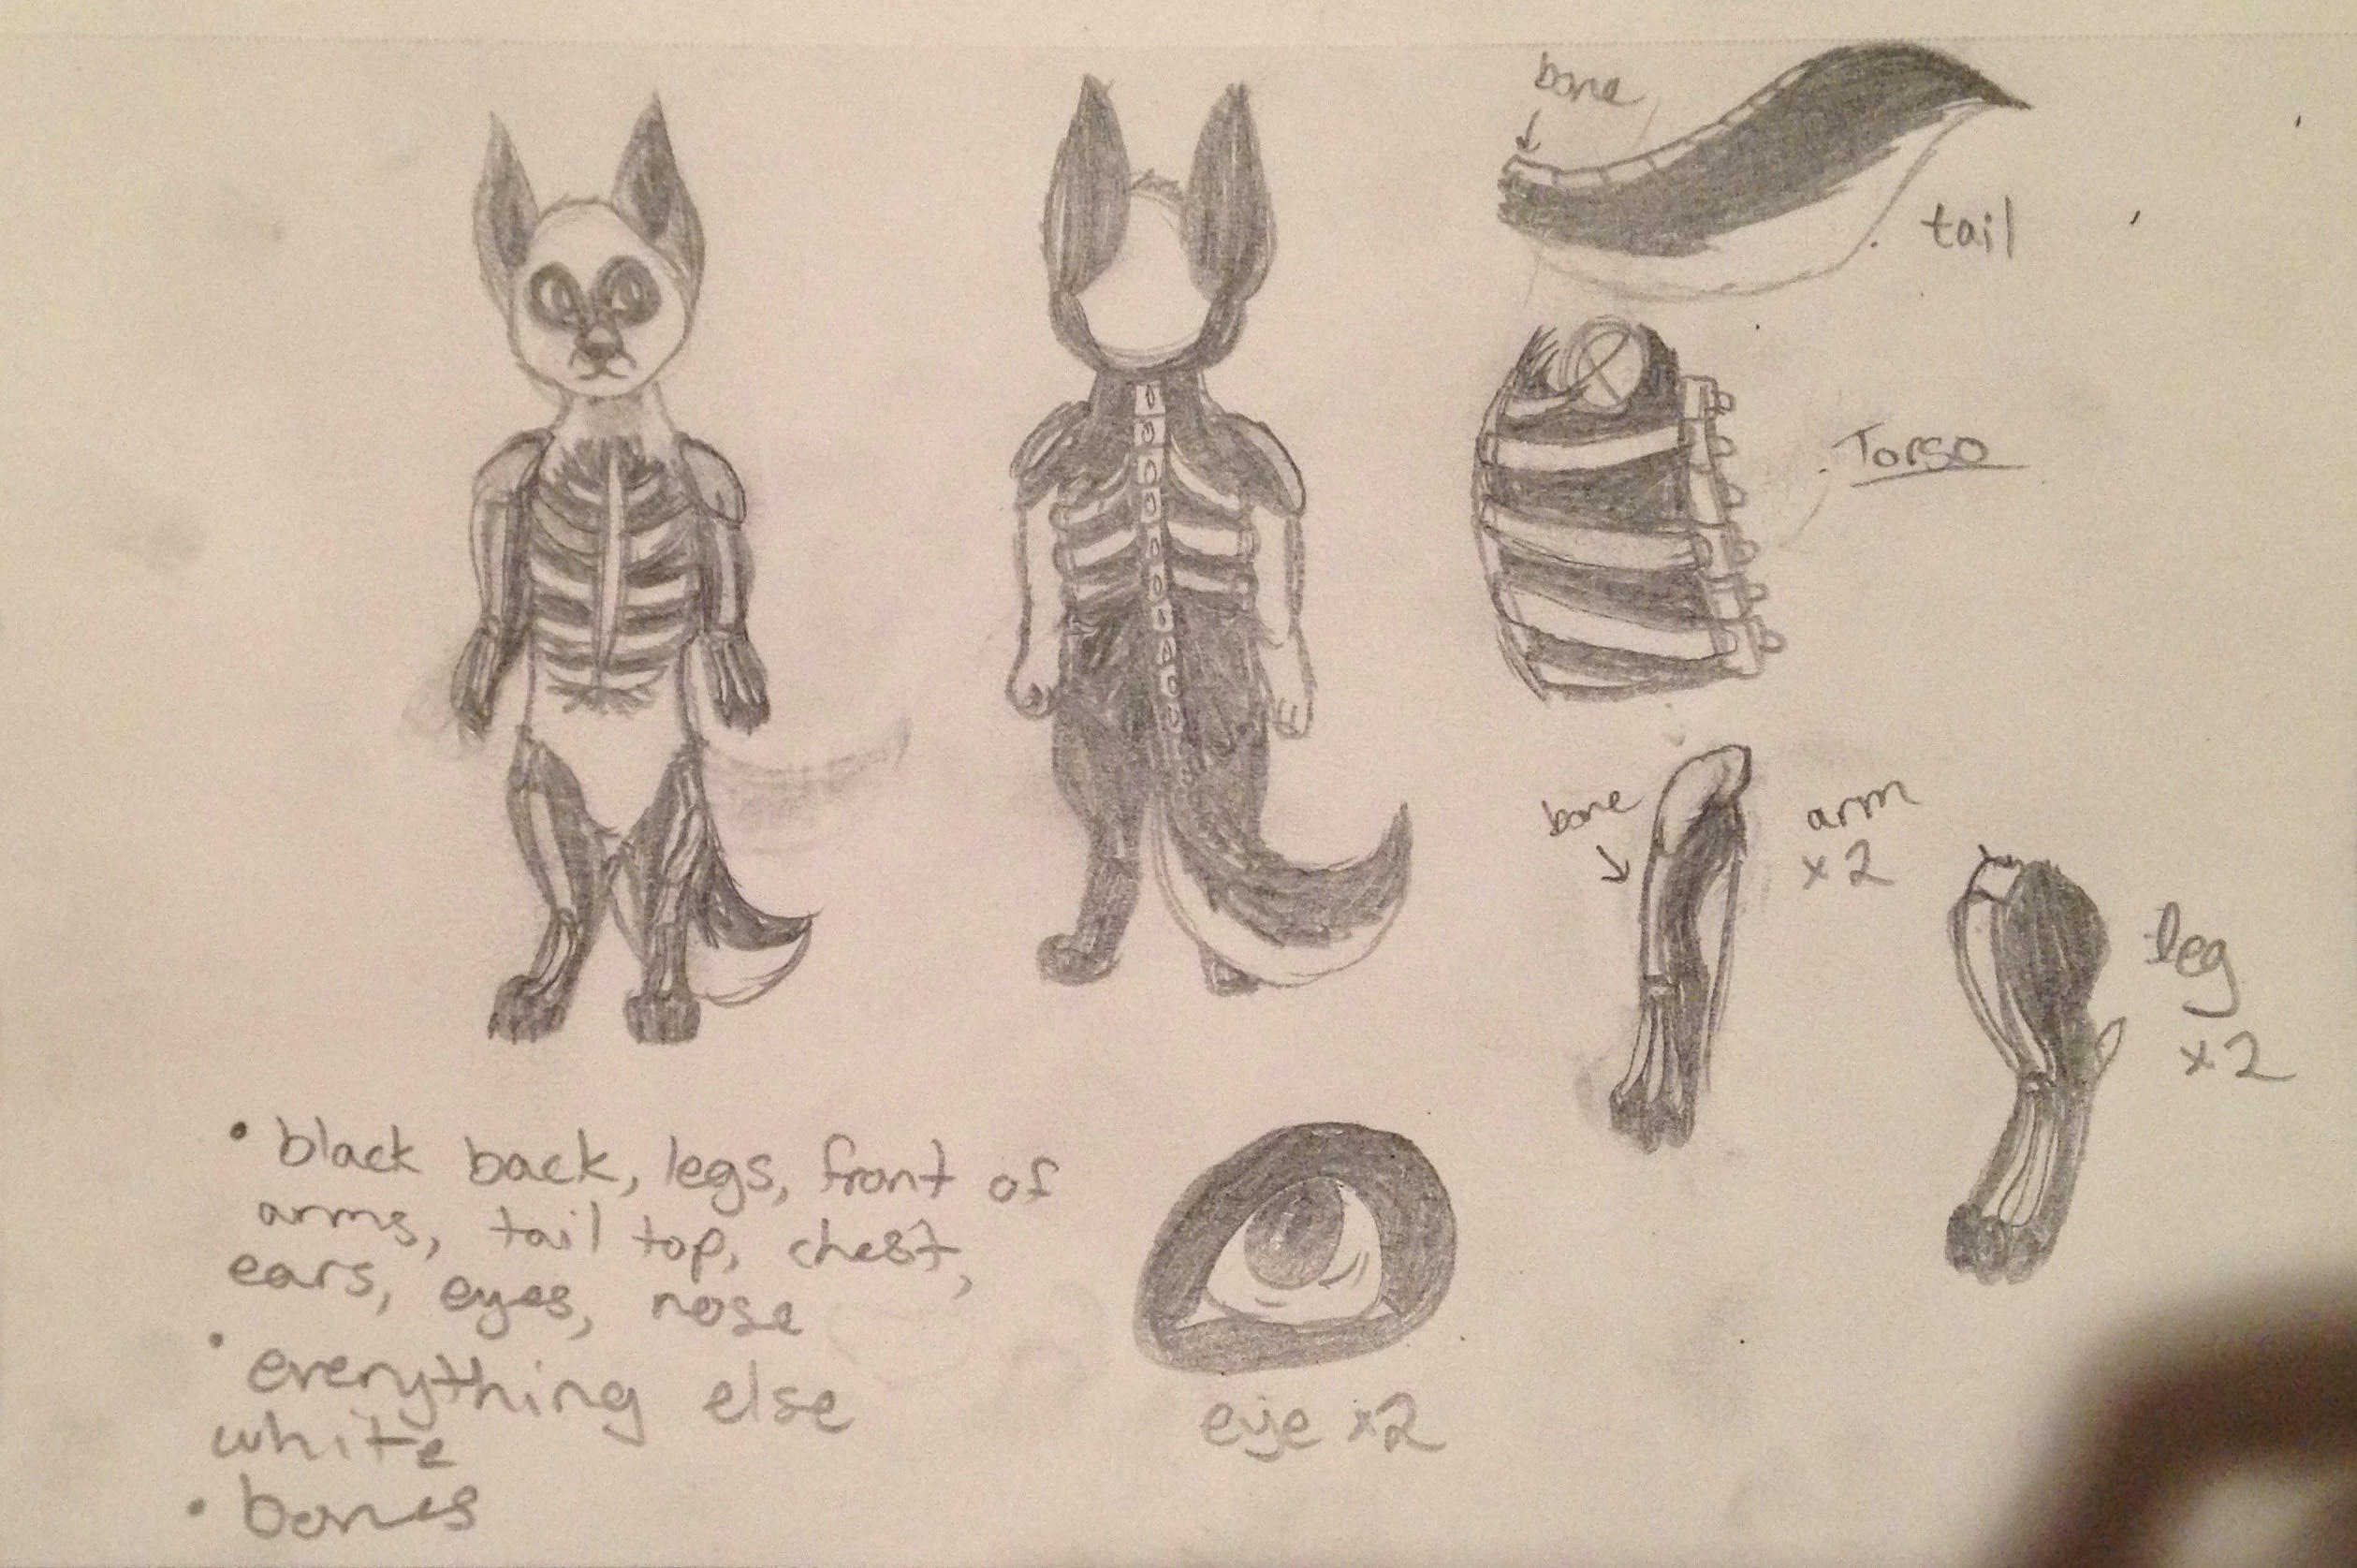 bone
tail
Torso
bone
arm
x2
leg
x2
• black back, legs, front of
arms, tail top, chest,
ears, eyes, nose
• everything else
white
• bones
eye x2